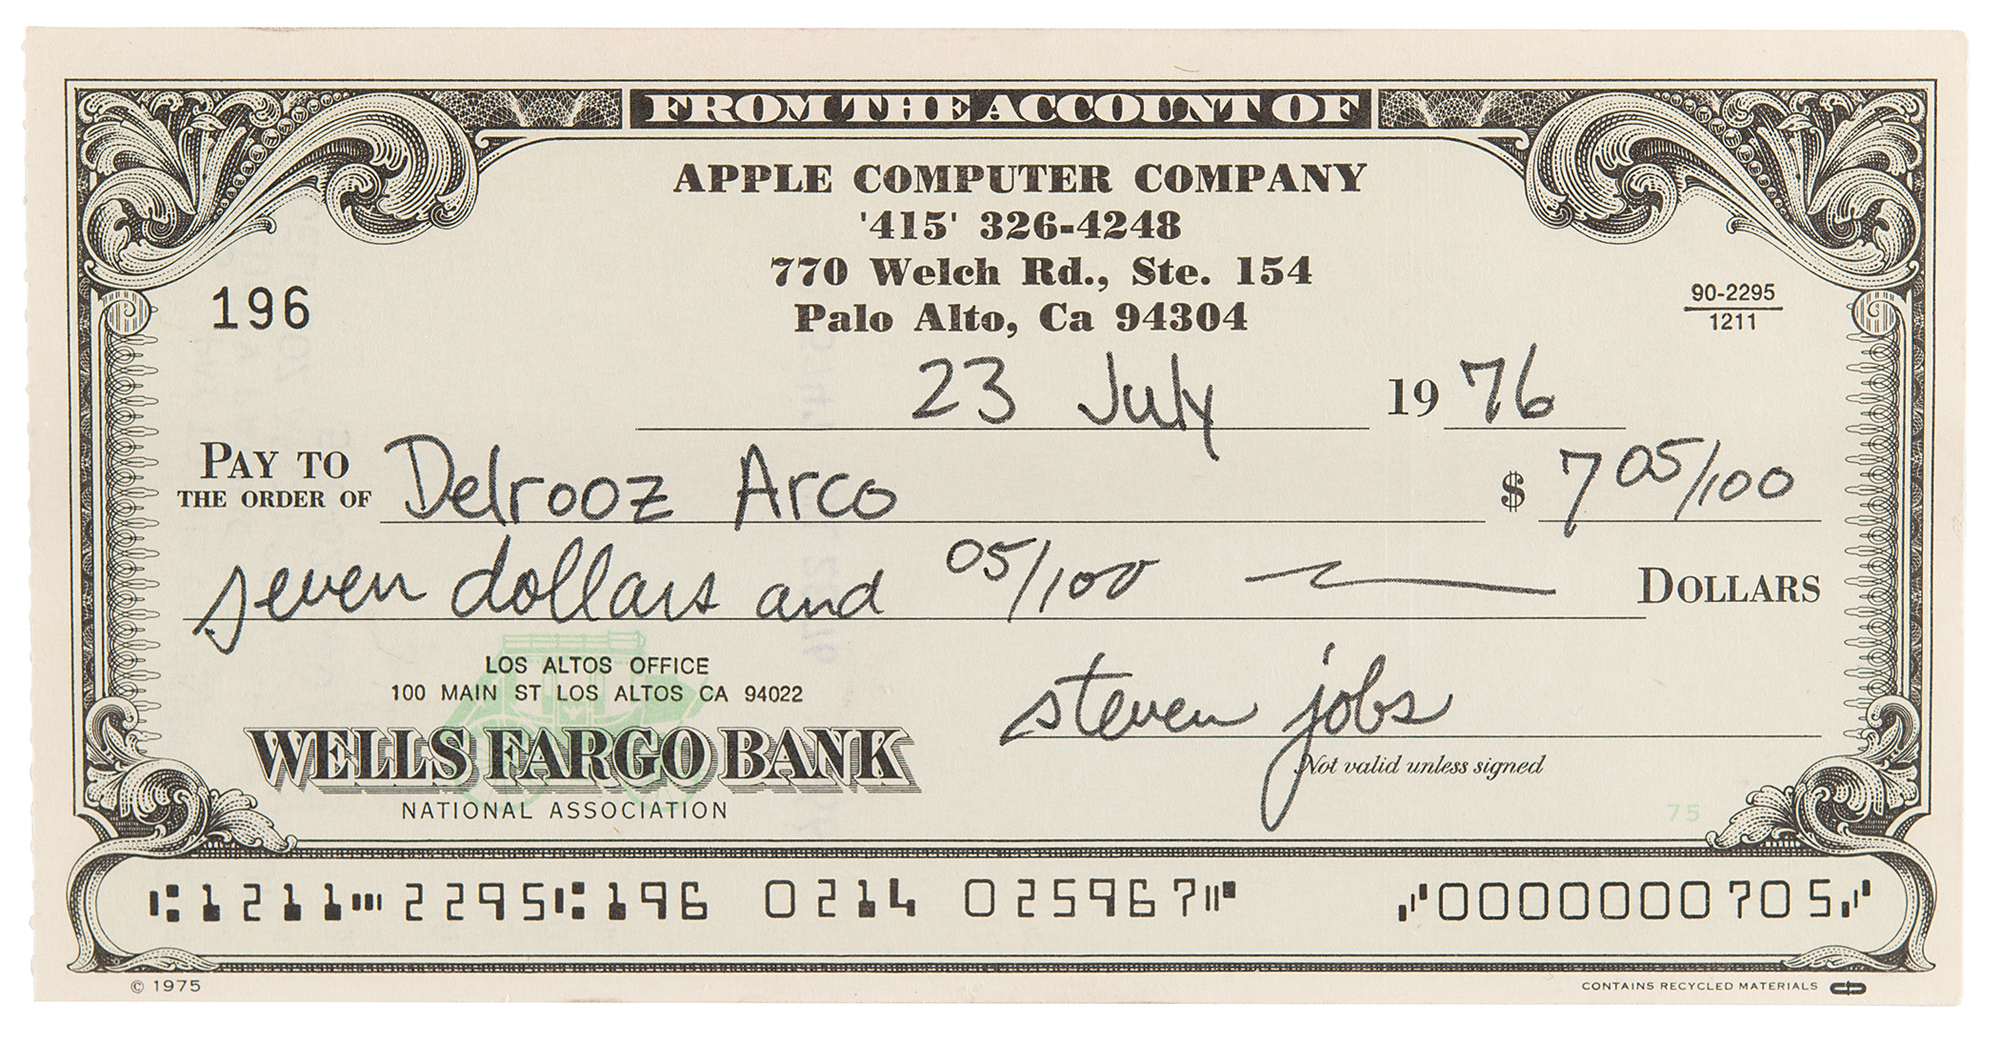 FROM THE ACCOUNT OF
APPLE COMPUTER COMPANY
'415' 326-4248
770 Welch Rd., Ste. 154
Palo Alto, Ca 94304
196
90-2295
1211
23 July 19 76
PAY TO
THE ORDER OF Delrooz Arco $ 7 05/100
seven dollars and 05/100 DOLLARS
LOS ALTOS OFFICE
100 MAIN ST LOS ALTOS CA 94022
WELLS FARGO BANK
NATIONAL ASSOCIATION
steven jobs
Not valid unless signed
75
⑆1211⑉2295⑆196 0214 025967⑈ ⑇0000000705⑇
© 1975
CONTAINS RECYCLED MATERIALS